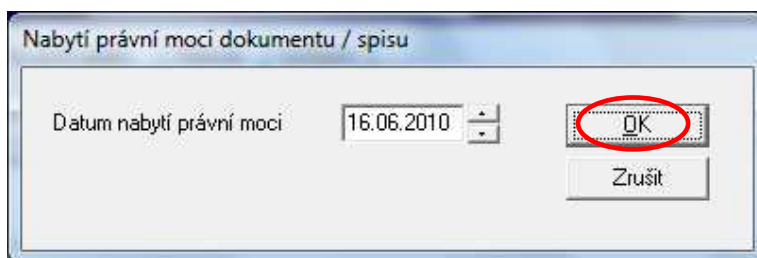 Nabytí právní moci dokumentu / spisu
Datum nabytí právní moci 16.06.2010 OK
Zrušit